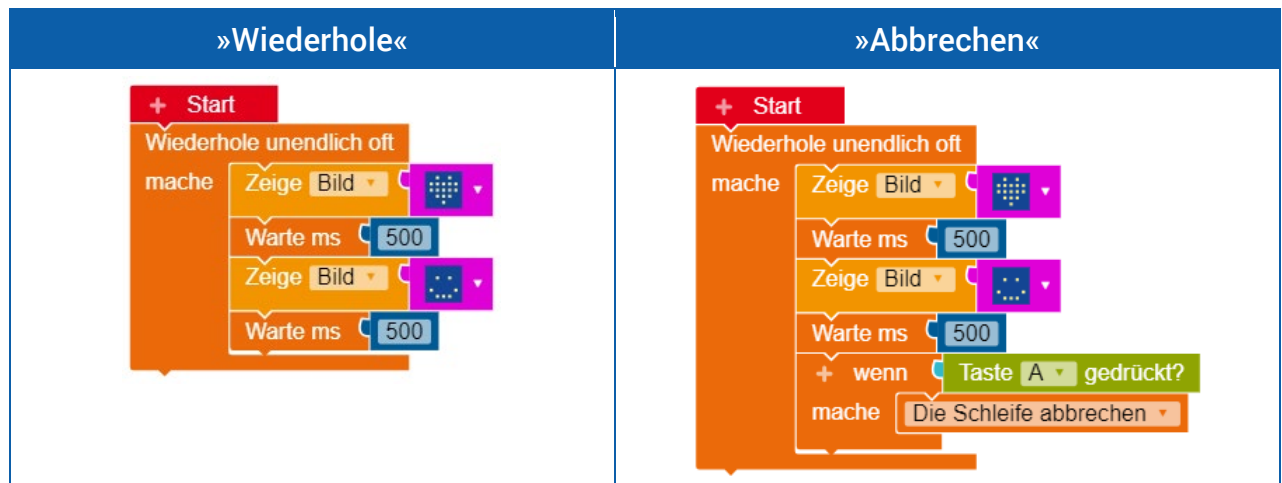 »Wiederhole«
+ Start
Wiederhole unendlich oft
mache Zeige Bild
Warte ms 500
Zeige Bild
Warte ms 500
»Abbrechen«
+ Start
Wiederhole unendlich oft
mache Zeige Bild
Warte ms 500
Zeige Bild
Warte ms 500
+ wenn Taste A gedrückt?
mache Die Schleife abbrechen